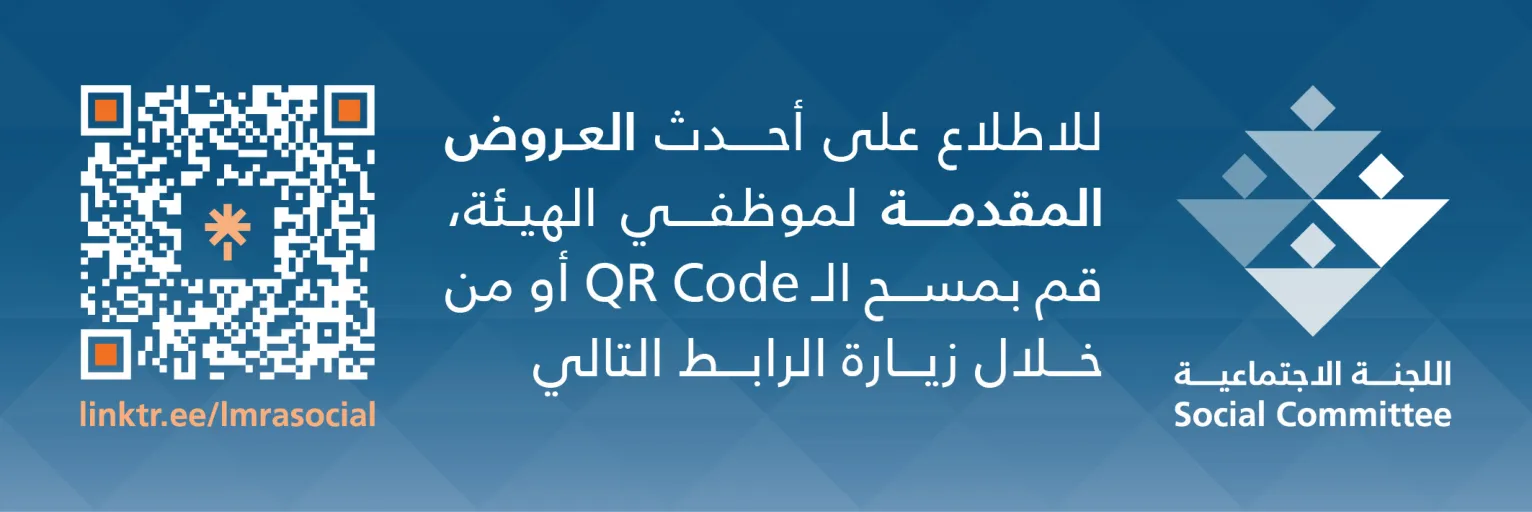 للاطلاع على أحدث العروض
المقدمة لموظفي الهيئة،
قم بمسح الـ QR Code أو من
خلال زيارة الرابط التالي
linktr.ee/lmrasocial
اللجنة الاجتماعية
Social Committee